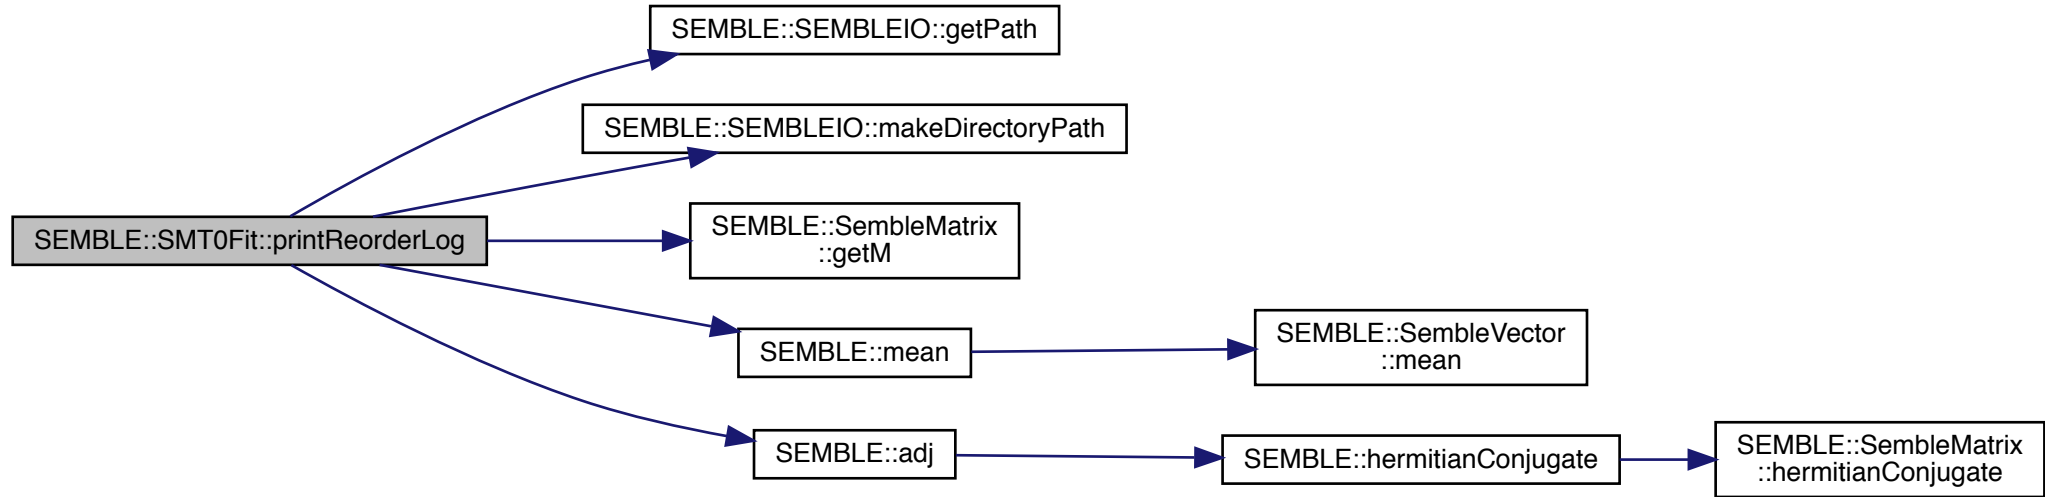 SEMBLE::SEMBLEIO::getPath
SEMBLE::SEMBLEIO::makeDirectoryPath
SEMBLE::SMT0Fit::printReorderLog
SEMBLE::SembleMatrix
::getM
SEMBLE::mean
SEMBLE::SembleVector
::mean
SEMBLE::adj
SEMBLE::hermitianConjugate
SEMBLE::SembleMatrix
::hermitianConjugate